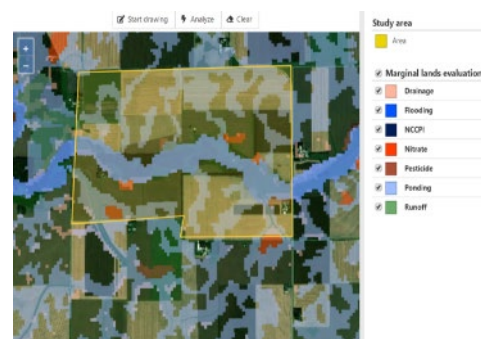 Start drawing
Analyze
Clear
+
−
Study area
Area
Marginal lands evaluation
Drainage
Flooding
NCCPI
Nitrate
Pesticide
Ponding
Runoff